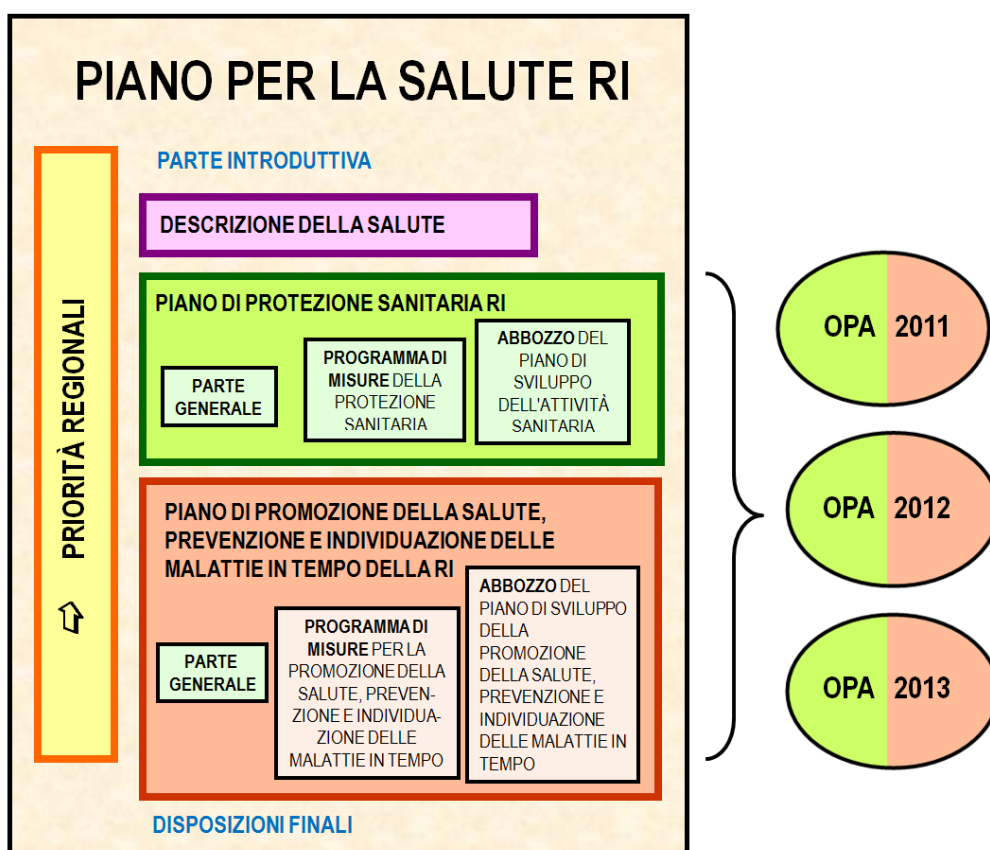 PIANO PER LA SALUTE RI
PRIORITÀ REGIONALI
PARTE INTRODUTTIVA
DESCRIZIONE DELLA SALUTE
PIANO DI PROTEZIONE SANITARIA RI
PARTE
GENERALE
PROGRAMMA DI
MISURE DELLA
PROTEZIONE
SANITARIA
ABBOZZO DEL
PIANO DI
SVILUPPO
DELL'ATTIVITÀ
SANITARIA
PIANO DI PROMOZIONE DELLA SALUTE,
PREVENZIONE E INDIVIDUAZIONE DELLE
MALATTIE IN TEMPO DELLA RI
PARTE
GENERALE
PROGRAMMA DI
MISURE PER LA
PROMOZIONE DELLA
SALUTE, PREVEN-
ZIONE E INDIVIDUA-
ZIONE DELLE
MALATTIE IN TEMPO
ABBOZZO DEL
PIANO DI SVILUPPO
DELLA
PROMOZIONE
DELLA SALUTE,
PREVENZIONE E
INDIVIDUAZIONE
DELLE MALATTIE IN
TEMPO
DISPOSIZIONI FINALI
OPA 2011
OPA 2012
OPA 2013